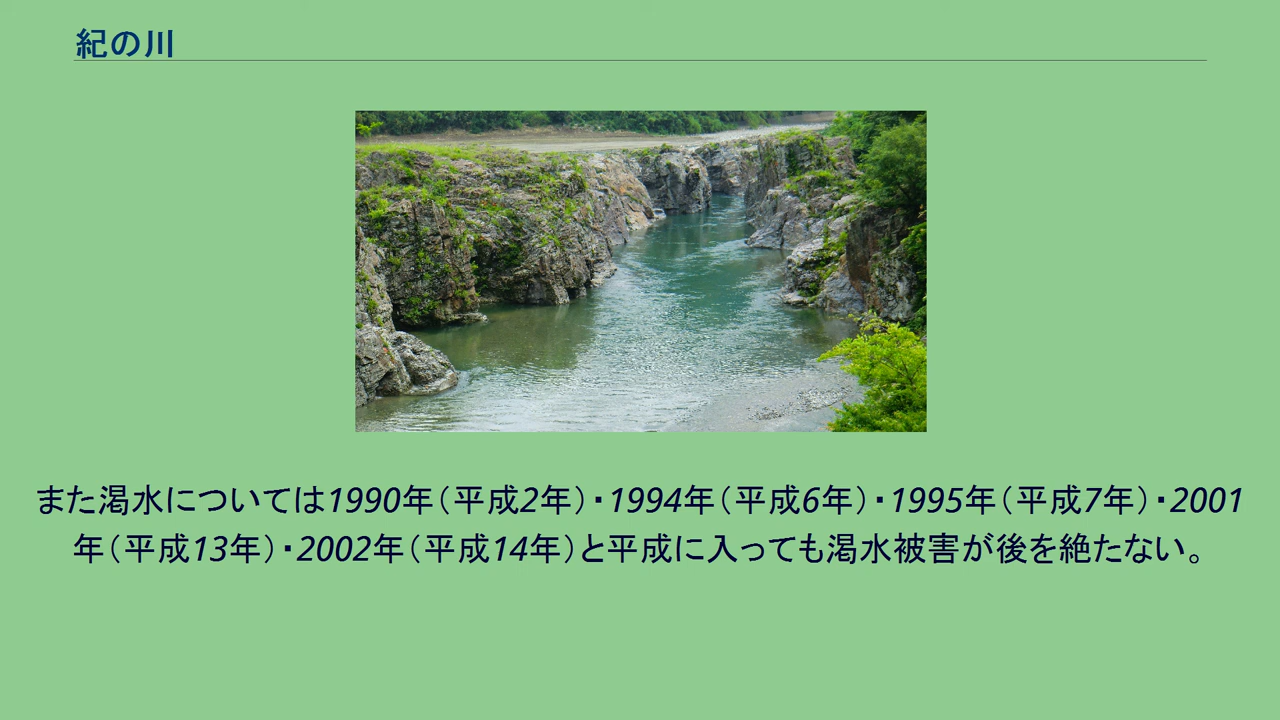 紀の川
また渇水については1990年（平成2年）・1994年（平成6年）・1995年（平成7年）・2001
年（平成13年）・2002年（平成14年）と平成に入っても渇水被害が後を絶たない。